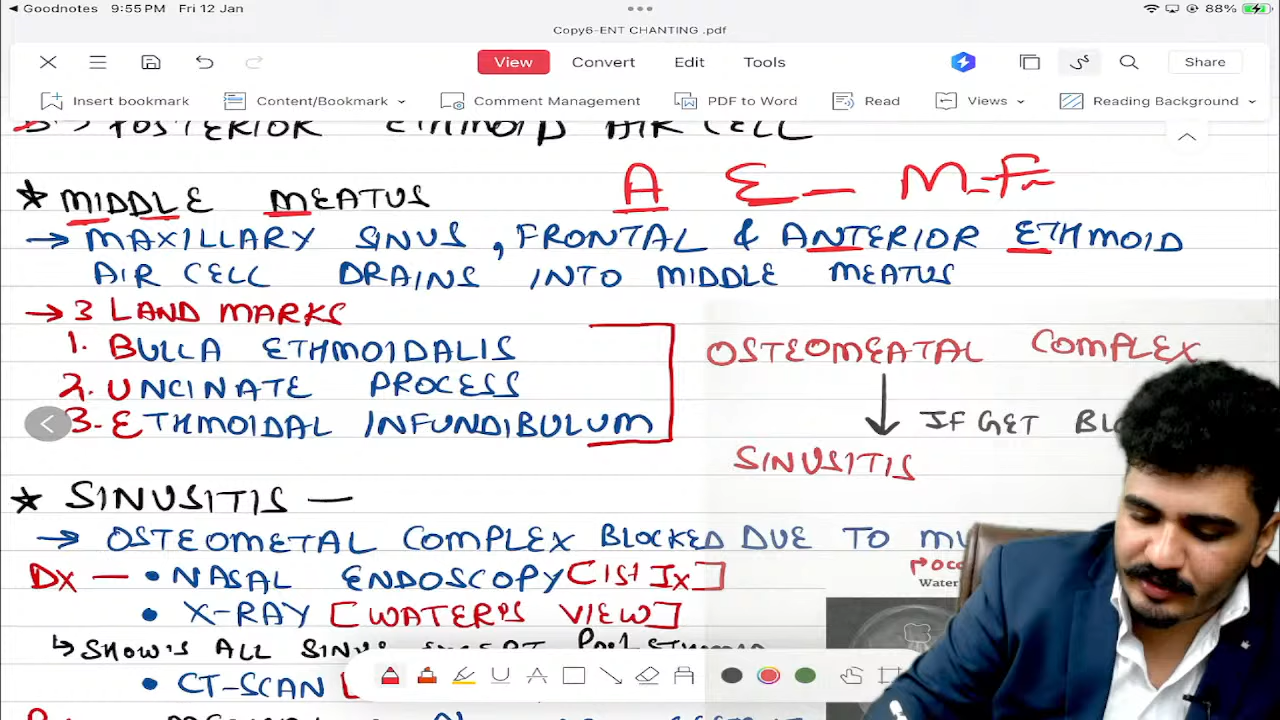 Goodnotes 9:55 PM Fri 12 Jan 88%
Copy6-ENT CHANTING .pdf
View Convert Edit Tools Share
Insert bookmark Content/Bookmark Comment Management PDF to Word Read Views Reading Background
POSTERIOR ETHMOID AIR CELL
A E M-Fr
★ MIDDLE MEATUS
→ MAXILLARY SINUS, FRONTAL & ANTERIOR ETHMOID
AIR CELL DRAINS INTO MIDDLE MEATUS
→ 3 LAND MARKS
1. BULLA ETHMOIDALIS
2. UNCINATE PROCESS
3. ETHMOIDAL INFUNDIBULUM
OSTEOMEATAL COMPLEX
↓ IF GET
SINUSITIS
★ SINUSITIS —
→ OSTEOMETAL COMPLEX BLOCKED DUE TO
Dx — • NASAL ENDOSCOPY [1st Ix]
• X-RAY [WATER'S VIEW]
Water
↳ SHOW'S ALL SINUS EXCEPT
• CT-SCAN [